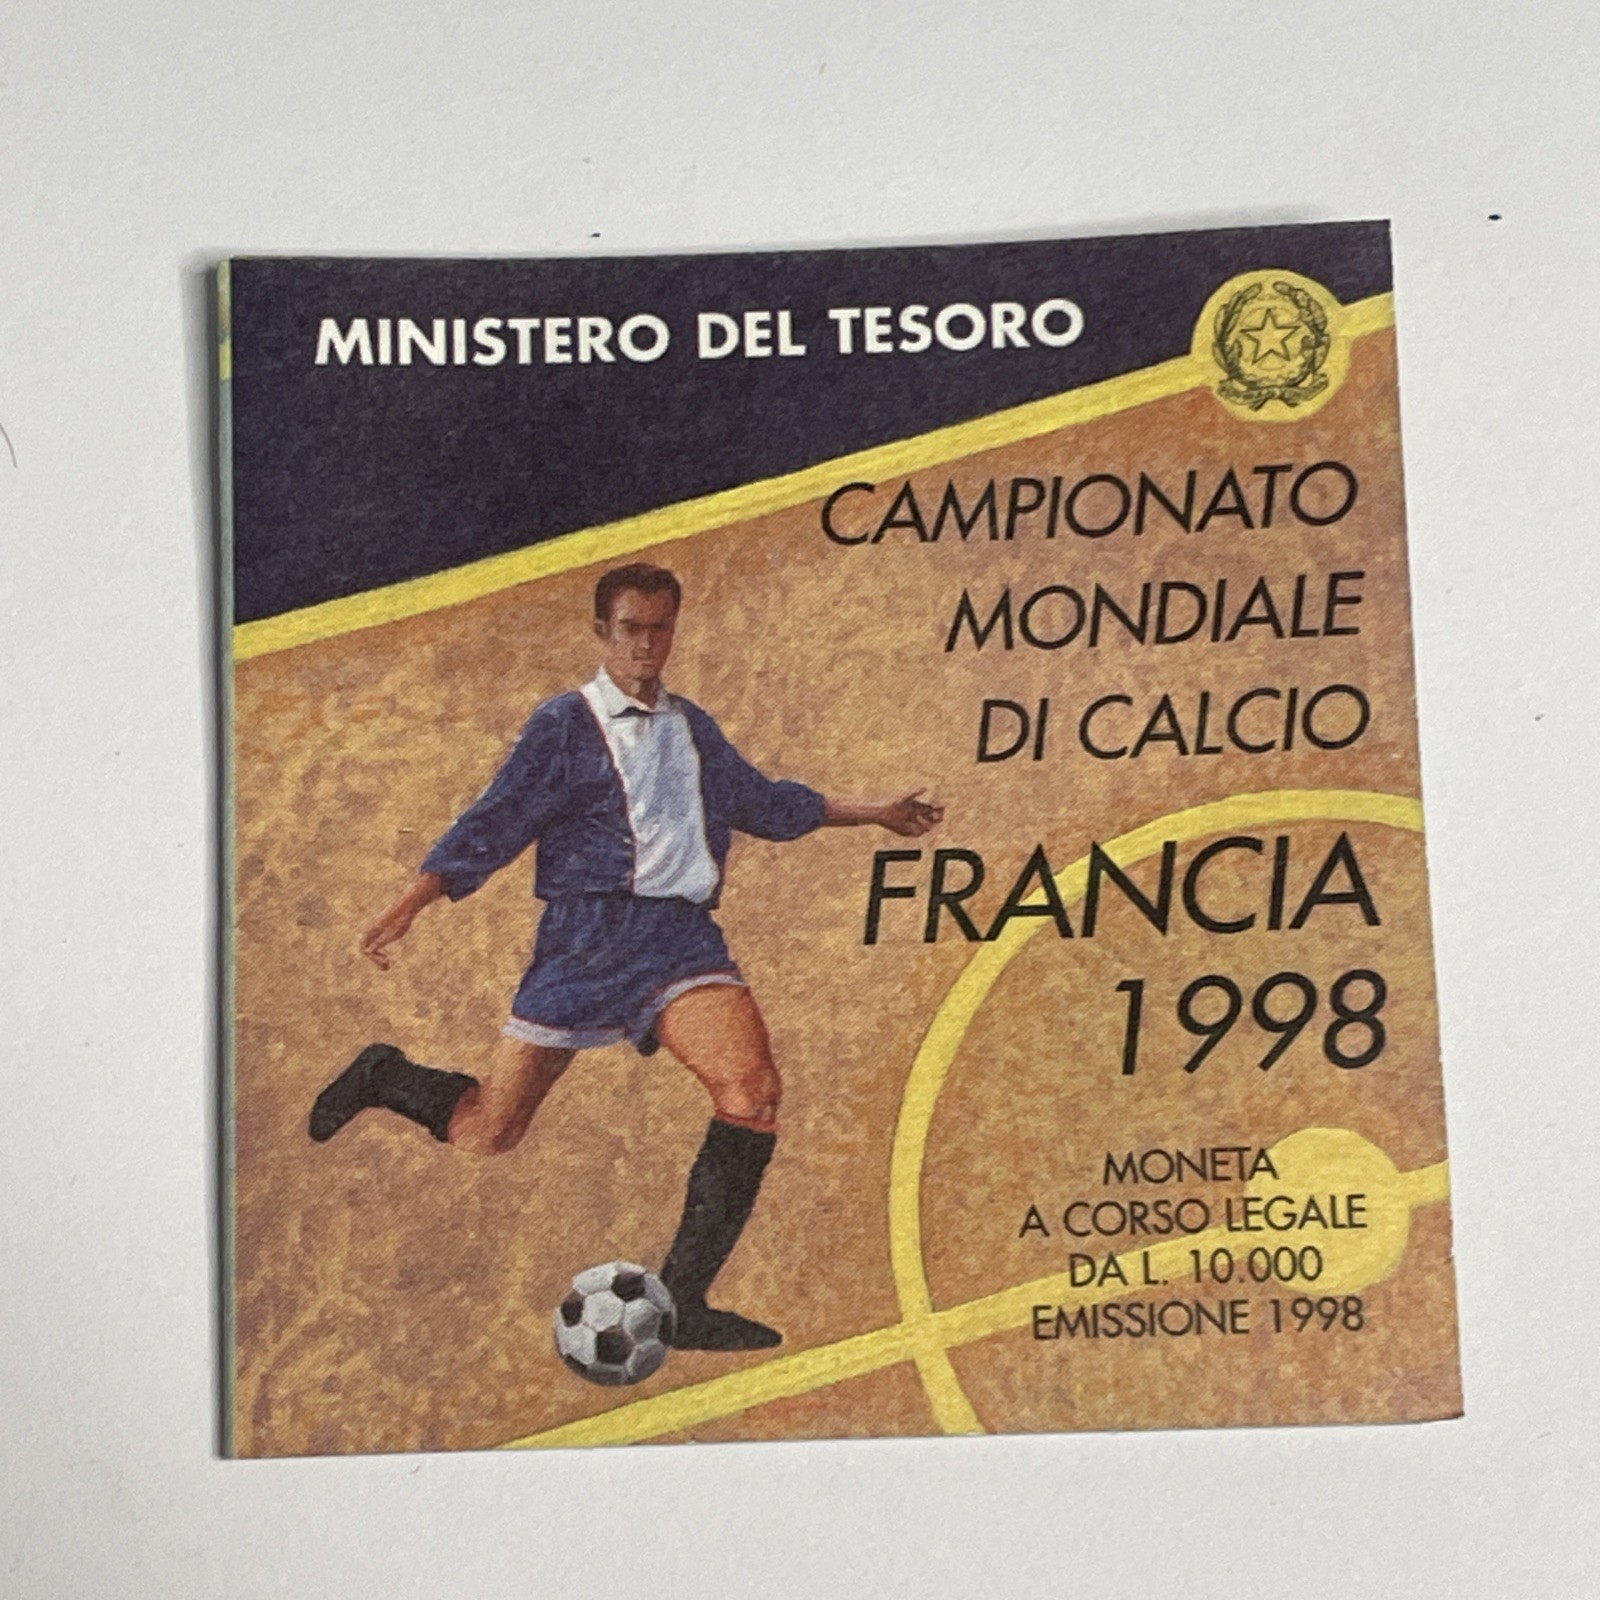 MINISTERO DEL TESORO
CAMPIONATO
MONDIALE
DI CALCIO
FRANCIA
1998
MONETA
A CORSO LEGALE
DA L. 10.000
EMISSIONE 1998